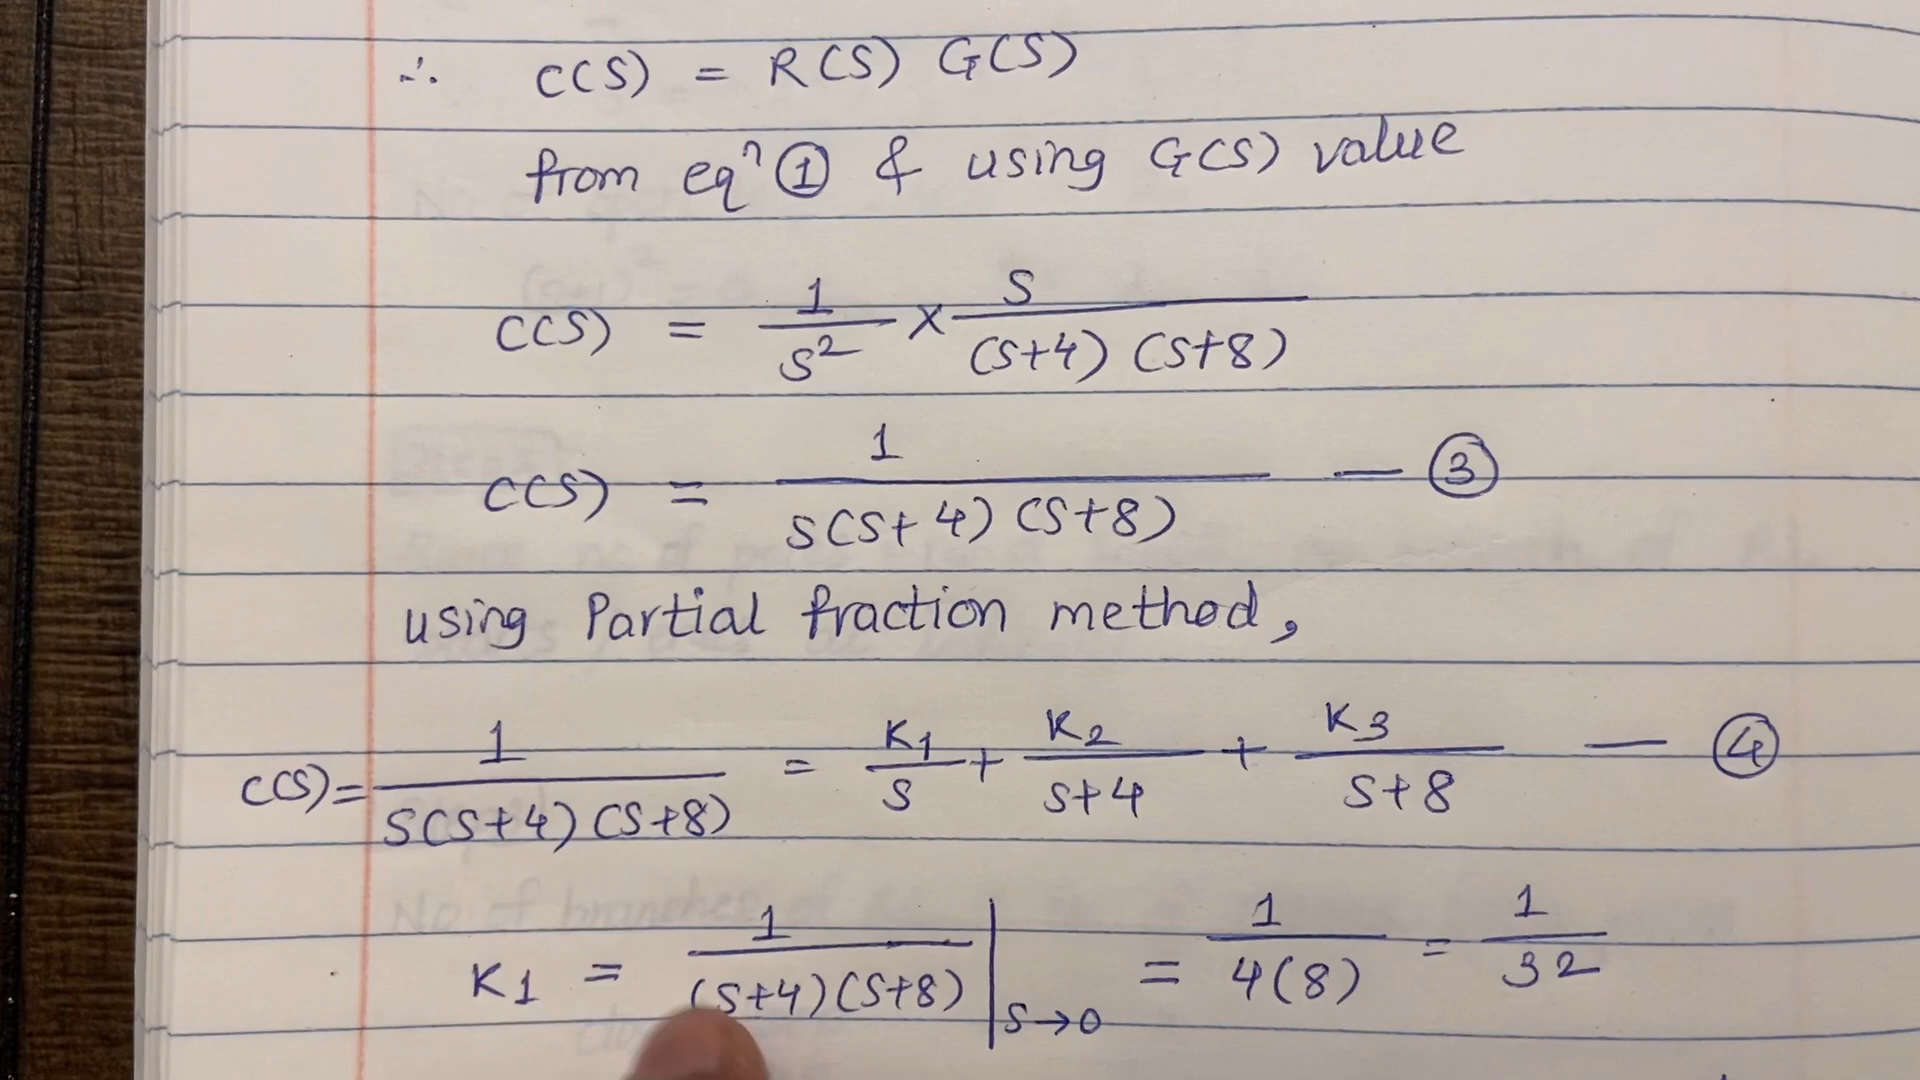 ∴ C(S) = R(S) G(S)
from eqⁿ ① & using G(S) value
C(S) = 1/S² × S/((S+4) (S+8))
C(S) = 1/(S(S+4) (S+8)) — ③
using Partial fraction method,
C(S) = 1/(S(S+4) (S+8)) = K1/S + K2/(S+4) + K3/(S+8) — ④
K1 = 1/((S+4)(S+8)) |S→0 = 1/(4(8)) = 1/32